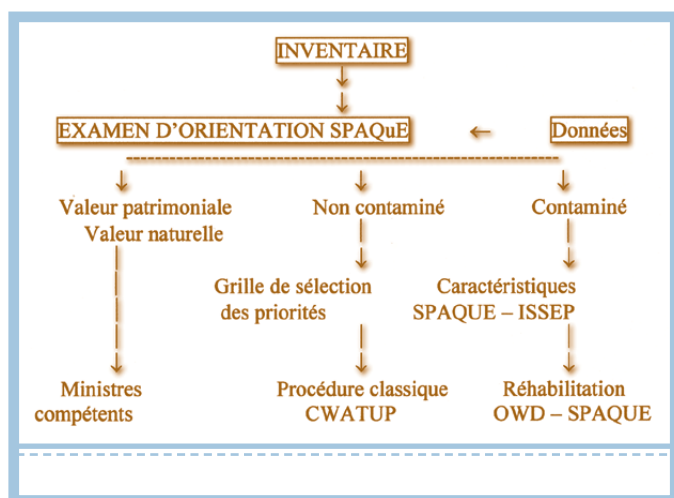 INVENTAIRE
EXAMEN D'ORIENTATION SPAQuE
Données
Valeur patrimoniale
Valeur naturelle
Non contaminé
Contaminé
Grille de sélection
des priorités
Caractéristiques
SPAQUE – ISSEP
Ministres
compétents
Procédure classique
CWATUP
Réhabilitation
OWD – SPAQUE